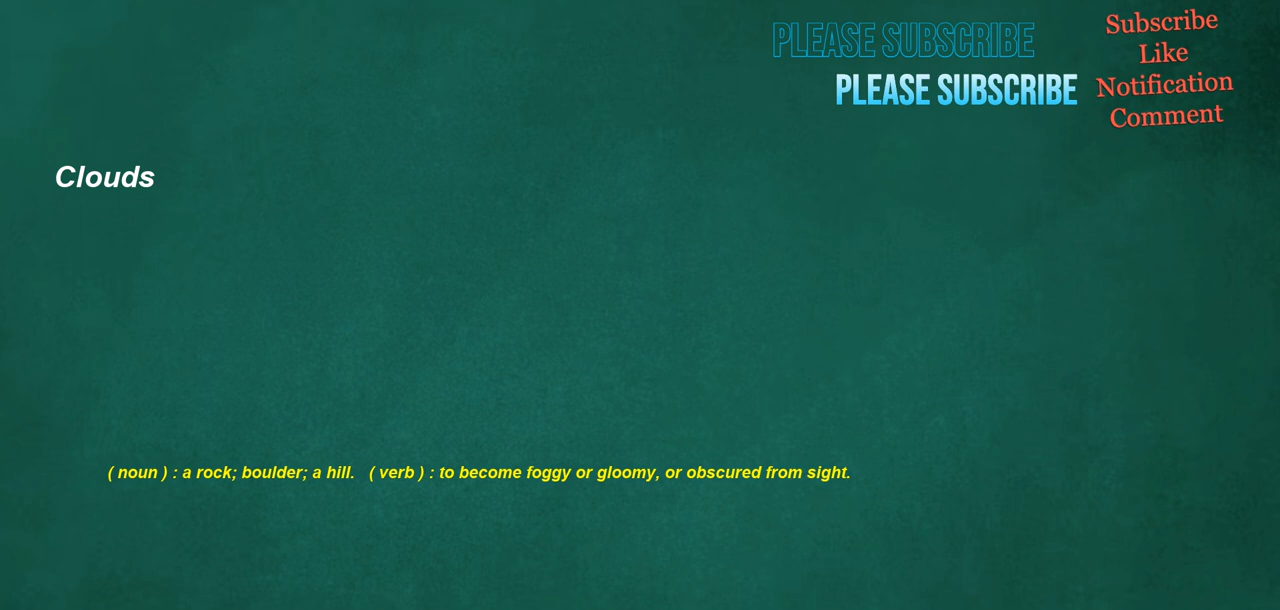 PLEASE SUBSCRIBE
PLEASE SUBSCRIBE
Subscribe
Like
Notification
Comment
Clouds
( noun ) : a rock; boulder; a hill.   ( verb ) : to become foggy or gloomy, or obscured from sight.